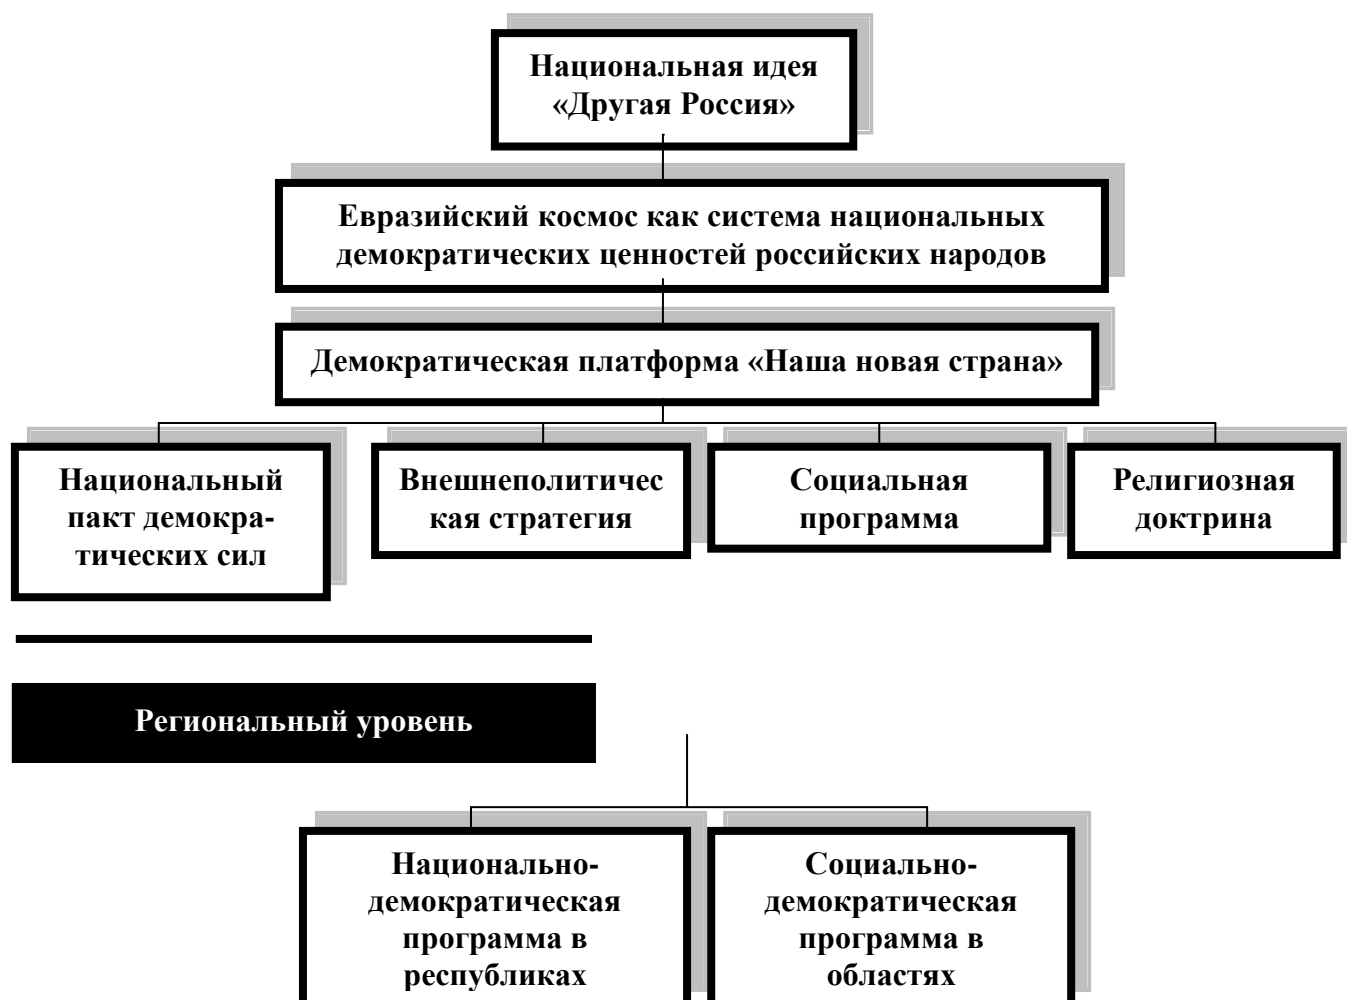 Национальная идея
«Другая Россия»
Евразийский космос как система национальных
демократических ценностей российских народов
Демократическая платформа «Наша новая страна»
Национальный
пакт демокра-
тических сил
Внешнеполитичес
кая стратегия
Социальная
программа
Религиозная
доктрина
Региональный уровень
Национально-
демократическая
программа в
республиках
Социально-
демократическая
программа в
областях